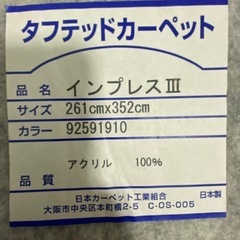 タフテッドカーペット
品名 インプレスⅢ
サイズ 261cmx352cm
カラー 92591910
アクリル 100%
品質
日本カーペット工業組合 日本製
大阪市中央区本町橋2-5 C-OS-005